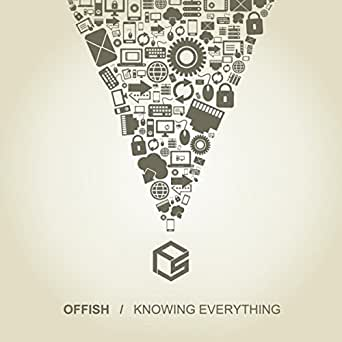 OFFISH / KNOWING EVERYTHING